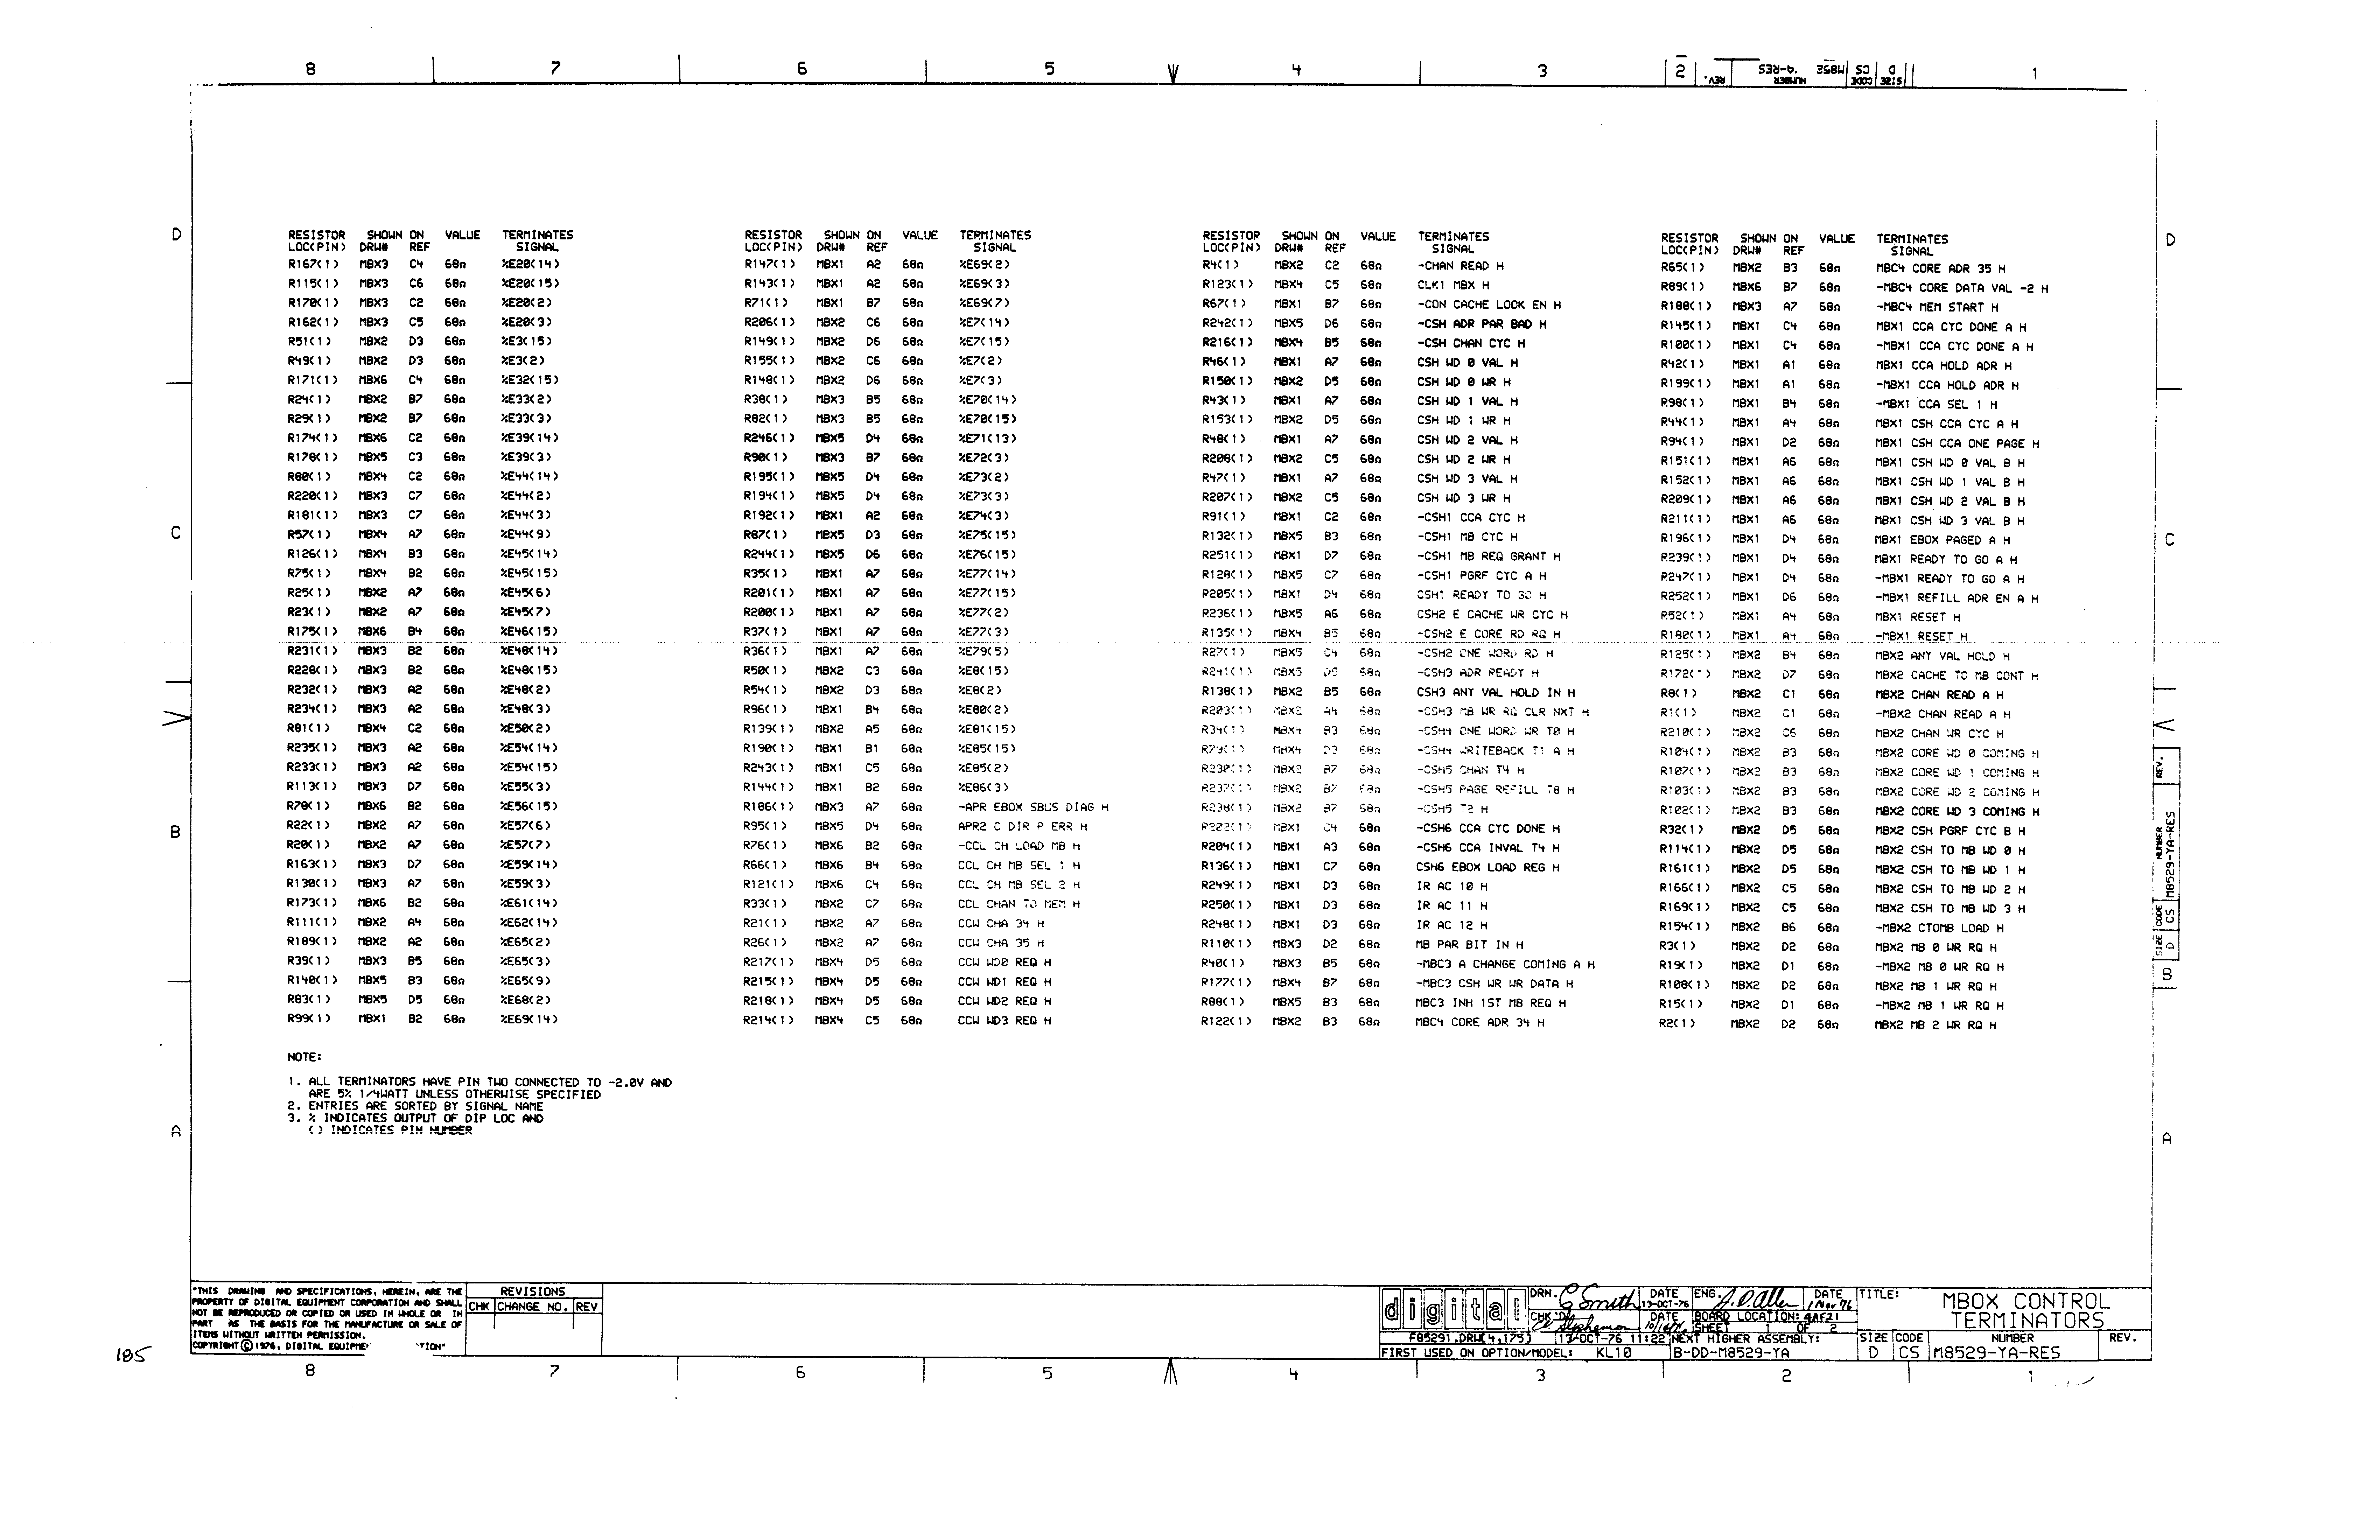 8 7 6 5 4 3 2 1
REV. NUMBER SIZE CODE
D CS
RESISTOR SHOWN ON VALUE TERMINATES
LOC(PIN) DRW# REF SIGNAL
R167(1) MBX3 C4 68Ω %E20(14)
R115(1) MBX3 C6 68Ω %E20(15)
R170(1) MBX3 C2 68Ω %E20(2)
R162(1) MBX3 C5 68Ω %E20(3)
R51(1) MBX2 D3 68Ω %E3(15)
R49(1) MBX2 D3 68Ω %E3(2)
R171(1) MBX6 C4 68Ω %E32(15)
R24(1) MBX2 B7 68Ω %E33(2)
R29(1) MBX2 B7 68Ω %E33(3)
R174(1) MBX6 C2 68Ω %E39(14)
R178(1) MBX5 C3 68Ω %E39(3)
R80(1) MBX4 C2 68Ω %E44(14)
R220(1) MBX3 C7 68Ω %E44(2)
R181(1) MBX3 C7 68Ω %E44(3)
R57(1) MBX4 A7 68Ω %E44(9)
R126(1) MBX4 B3 68Ω %E45(14)
R75(1) MBX4 B2 68Ω %E45(15)
R25(1) MBX2 A7 68Ω %E45(6)
R23(1) MBX2 A7 68Ω %E45(7)
R175(1) MBX6 B4 68Ω %E46(15)
R231(1) MBX3 B2 68Ω %E48(14)
R228(1) MBX3 B2 68Ω %E48(15)
R232(1) MBX3 A2 68Ω %E48(2)
R234(1) MBX3 A2 68Ω %E48(3)
R81(1) MBX4 C2 68Ω %E50(2)
R235(1) MBX3 A2 68Ω %E54(14)
R233(1) MBX3 A2 68Ω %E54(15)
R113(1) MBX3 D7 68Ω %E55(3)
R78(1) MBX6 B2 68Ω %E56(15)
R22(1) MBX2 A7 68Ω %E57(6)
R20(1) MBX2 A7 68Ω %E57(7)
R163(1) MBX3 D7 68Ω %E59(14)
R130(1) MBX3 A7 68Ω %E59(3)
R173(1) MBX6 B2 68Ω %E61(14)
R111(1) MBX2 A4 68Ω %E62(14)
R189(1) MBX2 A2 68Ω %E65(2)
R39(1) MBX3 B5 68Ω %E65(3)
R140(1) MBX5 B3 68Ω %E65(9)
R83(1) MBX5 D5 68Ω %E68(2)
R99(1) MBX1 B2 68Ω %E69(14)
RESISTOR SHOWN ON VALUE TERMINATES
LOC(PIN) DRW# REF SIGNAL
R147(1) MBX1 A2 68Ω %E69(2)
R143(1) MBX1 A2 68Ω %E69(3)
R71(1) MBX1 B7 68Ω %E69(7)
R206(1) MBX2 C6 68Ω %E7(14)
R149(1) MBX2 D6 68Ω %E7(15)
R155(1) MBX2 C6 68Ω %E7(2)
R148(1) MBX2 D6 68Ω %E7(3)
R38(1) MBX3 B5 68Ω %E70(14)
R82(1) MBX3 B5 68Ω %E70(15)
R246(1) MBX5 D4 68Ω %E71(13)
R90(1) MBX3 B7 68Ω %E72(3)
R195(1) MBX5 D4 68Ω %E73(2)
R194(1) MBX5 D4 68Ω %E73(3)
R192(1) MBX1 A2 68Ω %E74(3)
R87(1) MBX5 D3 68Ω %E75(15)
R244(1) MBX5 D6 68Ω %E76(15)
R35(1) MBX1 A7 68Ω %E77(14)
R201(1) MBX1 A7 68Ω %E77(15)
R200(1) MBX1 A7 68Ω %E77(2)
R37(1) MBX1 A7 68Ω %E77(3)
R36(1) MBX1 A7 68Ω %E79(5)
R50(1) MBX2 C3 68Ω %E8(15)
R54(1) MBX2 D3 68Ω %E8(2)
R96(1) MBX1 B4 68Ω %E80(2)
R139(1) MBX2 A5 68Ω %E81(15)
R190(1) MBX1 B1 68Ω %E85(15)
R243(1) MBX1 C5 68Ω %E85(2)
R144(1) MBX1 B2 68Ω %E86(3)
R186(1) MBX3 A7 68Ω -APR EBOX SBUS DIAG H
R95(1) MBX5 D4 68Ω APR2 C DIR P ERR H
R76(1) MBX6 B2 68Ω -CCL CH LOAD MB H
R66(1) MBX6 B4 68Ω CCL CH MB SEL 1 H
R121(1) MBX6 C4 68Ω CCL CH MB SEL 2 H
R33(1) MBX2 C7 68Ω CCL CHAN TO MEM H
R21(1) MBX2 A7 68Ω CCW CHA 34 H
R26(1) MBX2 A7 68Ω CCW CHA 35 H
R217(1) MBX4 D5 68Ω CCW WD0 REQ H
R215(1) MBX4 D5 68Ω CCW WD1 REQ H
R218(1) MBX4 D5 68Ω CCW WD2 REQ H
R214(1) MBX4 C5 68Ω CCW WD3 REQ H
RESISTOR SHOWN ON VALUE TERMINATES
LOC(PIN) DRW# REF SIGNAL
R4(1) MBX2 C2 68Ω -CHAN READ H
R123(1) MBX4 C5 68Ω CLK1 MBX H
R67(1) MBX1 B7 68Ω -CON CACHE LOOK EN H
R242(1) MBX5 D6 68Ω -CSH ADR PAR BAD H
R216(1) MBX4 B5 68Ω -CSH CHAN CYC H
R46(1) MBX1 A7 68Ω CSH WD 0 VAL H
R150(1) MBX2 D5 68Ω CSH WD 0 WR H
R43(1) MBX1 A7 68Ω CSH WD 1 VAL H
R153(1) MBX2 D5 68Ω CSH WD 1 WR H
R48(1) MBX1 A7 68Ω CSH WD 2 VAL H
R208(1) MBX2 C5 68Ω CSH WD 2 WR H
R47(1) MBX1 A7 68Ω CSH WD 3 VAL H
R207(1) MBX2 C5 68Ω CSH WD 3 WR H
R91(1) MBX1 C2 68Ω -CSH1 CCA CYC H
R132(1) MBX5 B3 68Ω -CSH1 MB CYC H
R251(1) MBX1 D7 68Ω -CSH1 MB REQ GRANT H
R128(1) MBX5 C7 68Ω -CSH1 PGRF CYC A H
R205(1) MBX1 D4 68Ω CSH1 READY TO GO H
R236(1) MBX5 A6 68Ω CSH2 E CACHE WR CYC H
R135(1) MBX4 B5 68Ω -CSH2 E CORE RD RQ H
R27(1) MBX5 C4 68Ω -CSH2 ONE WORD RD H
R241(1) MBX5 D5 68Ω -CSH3 ADR READY H
R138(1) MBX2 B5 68Ω CSH3 ANY VAL HOLD IN H
R203(1) MBX2 A4 68Ω -CSH3 MB WR RQ CLR NXT H
R34(1) MBX4 B3 68Ω -CSH4 ONE WORD WR T0 H
R79(1) MBX4 68Ω -CSH4 WRITEBACK T1 A H
MBX2 B7 68Ω -CSH5 CHAN T4 H
MBX2 B7 68Ω -CSH5 PAGE REFILL T8 H
R238(1) MBX2 B7 68Ω -CSH5 T2 H
R202(1) MBX1 C4 68Ω -CSH6 CCA CYC DONE H
R204(1) MBX1 A3 68Ω -CSH6 CCA INVAL T4 H
R136(1) MBX1 C7 68Ω CSH6 EBOX LOAD REG H
R249(1) MBX1 D3 68Ω IR AC 10 H
R250(1) MBX1 D3 68Ω IR AC 11 H
R248(1) MBX1 D3 68Ω IR AC 12 H
R110(1) MBX3 D2 68Ω MB PAR BIT IN H
R40(1) MBX3 B5 68Ω -MBC3 A CHANGE COMING A H
R177(1) MBX4 B7 68Ω -MBC3 CSH WR WR DATA H
R88(1) MBX5 B3 68Ω MBC3 INH 1ST MB REQ H
R122(1) MBX2 B3 68Ω MBC4 CORE ADR 34 H
RESISTOR SHOWN ON VALUE TERMINATES
LOC(PIN) DRW# REF SIGNAL
R65(1) MBX2 B3 68Ω MBC4 CORE ADR 35 H
R89(1) MBX6 B7 68Ω -MBC4 CORE DATA VAL -2 H
R188(1) MBX3 A7 68Ω -MBC4 MEM START H
R145(1) MBX1 C4 68Ω MBX1 CCA CYC DONE A H
R100(1) MBX1 C4 68Ω -MBX1 CCA CYC DONE A H
R42(1) MBX1 A1 68Ω MBX1 CCA HOLD ADR H
R199(1) MBX1 A1 68Ω -MBX1 CCA HOLD ADR H
R98(1) MBX1 B4 68Ω -MBX1 CCA SEL 1 H
R44(1) MBX1 A4 68Ω MBX1 CSH CCA CYC A H
R94(1) MBX1 D2 68Ω MBX1 CSH CCA ONE PAGE H
R151(1) MBX1 A6 68Ω MBX1 CSH WD 0 VAL B H
R152(1) MBX1 A6 68Ω MBX1 CSH WD 1 VAL B H
R209(1) MBX1 A6 68Ω MBX1 CSH WD 2 VAL B H
R211(1) MBX1 A6 68Ω MBX1 CSH WD 3 VAL B H
R196(1) MBX1 D4 68Ω MBX1 EBOX PAGED A H
R239(1) MBX1 D4 68Ω MBX1 READY TO GO A H
R247(1) MBX1 D4 68Ω -MBX1 READY TO GO A H
R252(1) MBX1 D6 68Ω -MBX1 REFILL ADR EN A H
R52(1) MBX1 A4 68Ω MBX1 RESET H
R182(1) MBX1 A4 68Ω -MBX1 RESET H
R125(1) MBX2 B4 68Ω MBX2 ANY VAL HOLD H
R172(1) MBX2 D7 68Ω MBX2 CACHE TO MB CONT H
R8(1) MBX2 C1 68Ω MBX2 CHAN READ A H
R1(1) MBX2 C1 68Ω -MBX2 CHAN READ A H
R210(1) MBX2 C6 68Ω MBX2 CHAN WR CYC H
R104(1) MBX2 B3 68Ω MBX2 CORE WD 0 COMING H
R107(1) MBX2 B3 68Ω MBX2 CORE WD 1 COMING H
R103(1) MBX2 B3 68Ω MBX2 CORE WD 2 COMING H
R102(1) MBX2 B3 68Ω MBX2 CORE WD 3 COMING H
R32(1) MBX2 D5 68Ω MBX2 CSH PGRF CYC B H
R114(1) MBX2 D5 68Ω MBX2 CSH TO MB WD 0 H
R161(1) MBX2 D5 68Ω MBX2 CSH TO MB WD 1 H
R166(1) MBX2 C5 68Ω MBX2 CSH TO MB WD 2 H
R169(1) MBX2 C5 68Ω MBX2 CSH TO MB WD 3 H
R154(1) MBX2 B6 68Ω -MBX2 CTOMB LOAD H
R3(1) MBX2 D2 68Ω MBX2 MB 0 WR RQ H
R19(1) MBX2 D1 68Ω -MBX2 MB 0 WR RQ H
R108(1) MBX2 D2 68Ω MBX2 MB 1 WR RQ H
R15(1) MBX2 D1 68Ω -MBX2 MB 1 WR RQ H
R2(1) MBX2 D2 68Ω MBX2 MB 2 WR RQ H
D D
C C
B B
A A
REV.
NUMBER M8529-YA-RES
SIZE CODE D CS
NOTE:
1. ALL TERMINATORS HAVE PIN TWO CONNECTED TO -2.0V AND
ARE 5% 1/4WATT UNLESS OTHERWISE SPECIFIED
2. ENTRIES ARE SORTED BY SIGNAL NAME
3. % INDICATES OUTPUT OF DIP LOC AND
() INDICATES PIN NUMBER
"THIS DRAWING AND SPECIFICATIONS, HEREIN, ARE THE
PROPERTY OF DIGITAL EQUIPMENT CORPORATION AND SHALL
NOT BE REPRODUCED OR COPIED OR USED IN WHOLE OR IN
PART AS THE BASIS FOR THE MANUFACTURE OR SALE OF
ITEMS WITHOUT WRITTEN PERMISSION.
COPYRIGHT © 1976, DIGITAL EQUIPME TION"
REVISIONS
CHK CHANGE NO. REV
digital
DRN. C Smith DATE 13-OCT-76
ENG. J.D. Allen DATE 1 Nov 76
CHK'D DATE
BOARD LOCATION: 4AF21
SHEET 1 OF 2
F85291.DRW[4,175] 13-OCT-76 11:22 NEXT HIGHER ASSEMBLY:
FIRST USED ON OPTION/MODEL: KL10 B-DD-M8529-YA
TITLE: MBOX CONTROL
TERMINATORS
SIZE CODE NUMBER REV.
D CS M8529-YA-RES
185
8 7 6 5 4 3 2 1